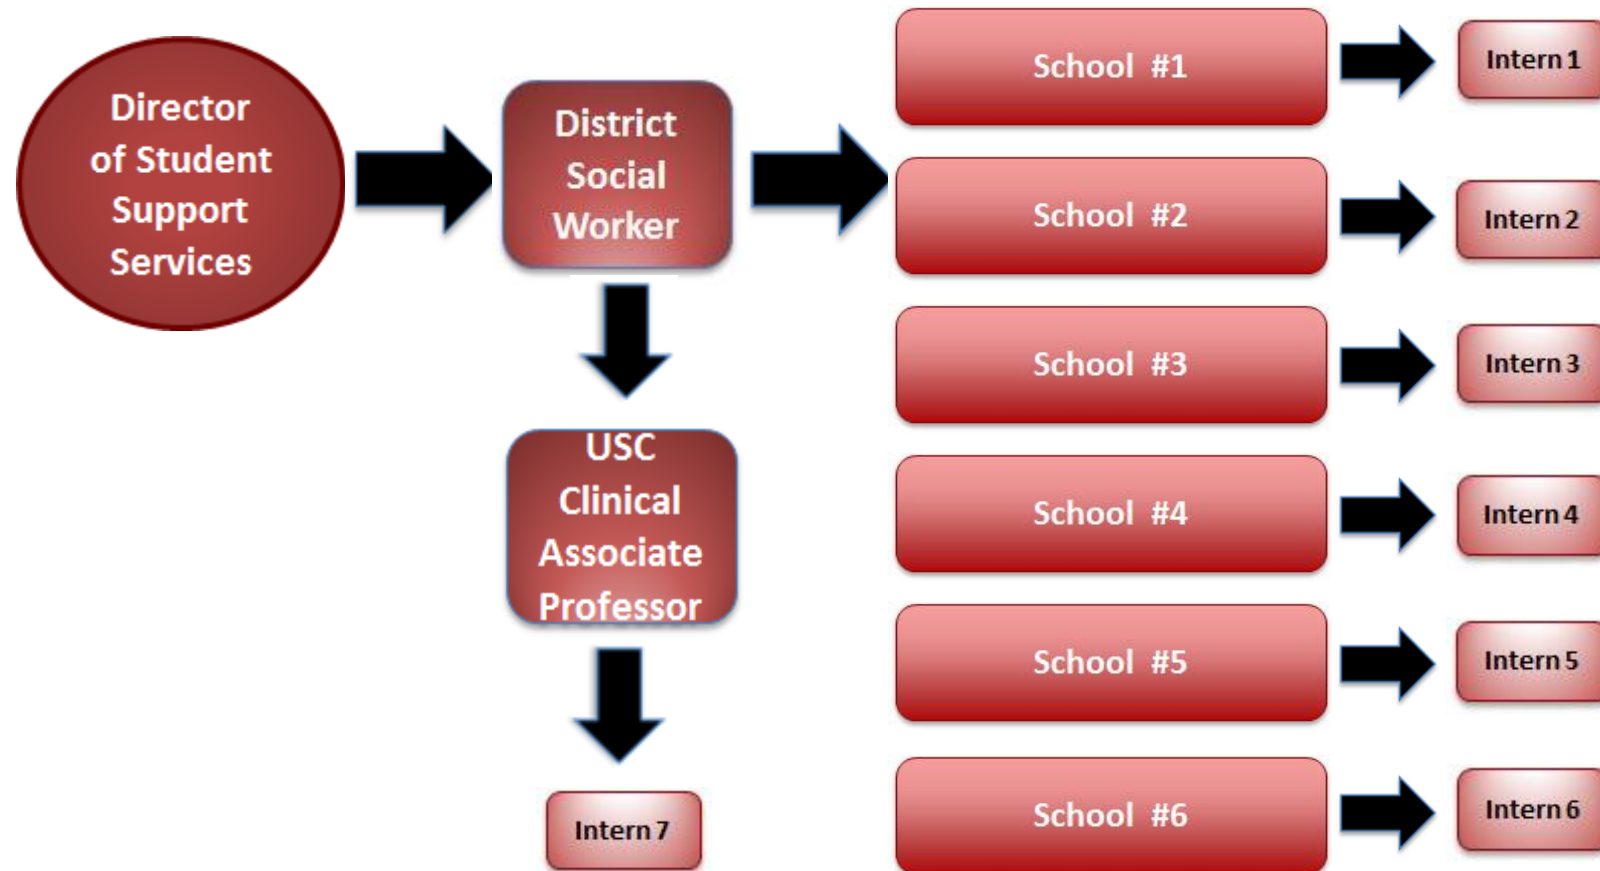 Director
of Student
Support
Services
District
Social
Worker
USC
Clinical
Associate
Professor
Intern 7
School #1
Intern 1
School #2
Intern 2
School #3
Intern 3
School #4
Intern 4
School #5
Intern 5
School #6
Intern 6